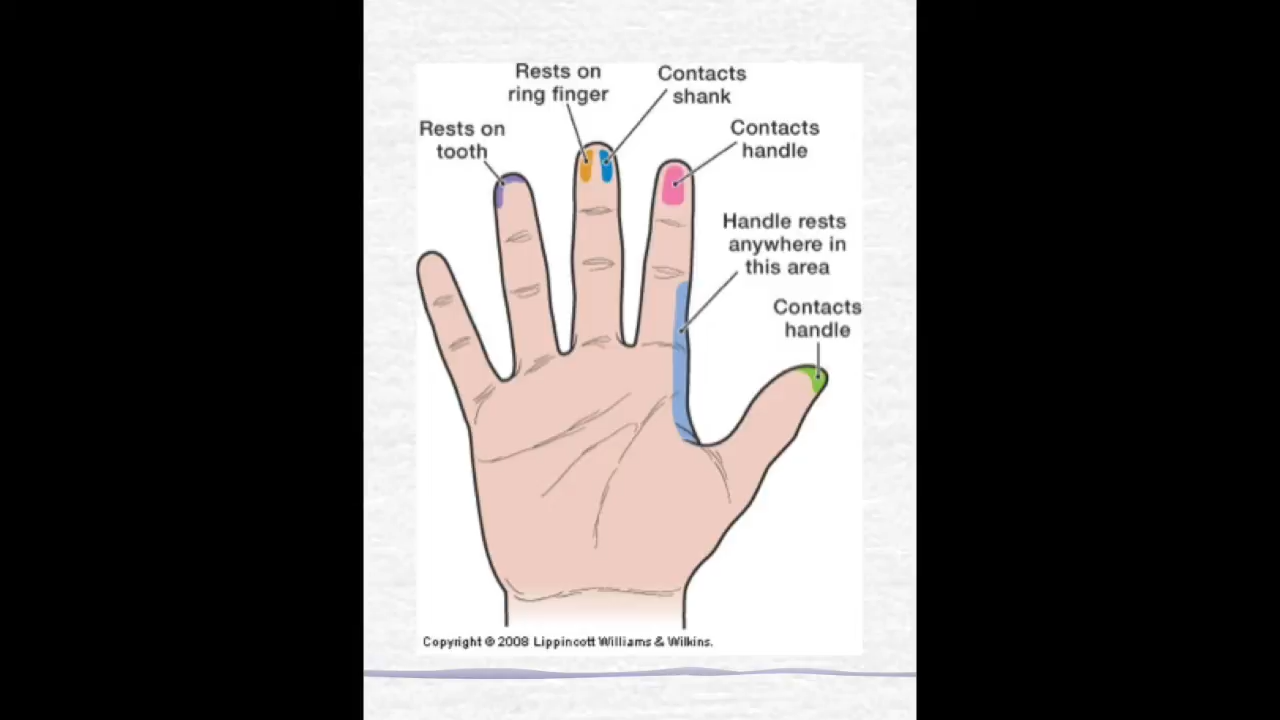 Rests on
ring finger
Contacts
shank
Rests on
tooth
Contacts
handle
Handle rests
anywhere in
this area
Contacts
handle
Copyright © 2008 Lippincott Williams & Wilkins.